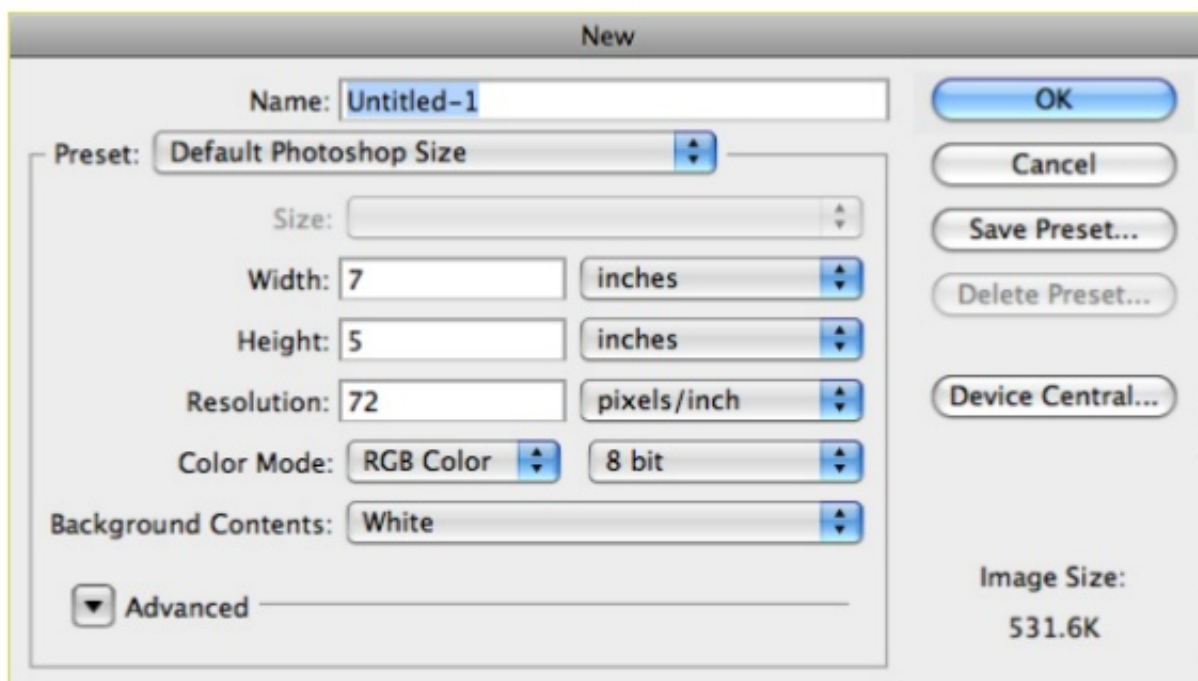 New
Name: Untitled-1
OK
Preset: Default Photoshop Size
Cancel
Size:
Save Preset...
Width: 7 inches
Delete Preset...
Height: 5 inches
Resolution: 72 pixels/inch
Device Central...
Color Mode: RGB Color 8 bit
Background Contents: White
Image Size:
Advanced
531.6K